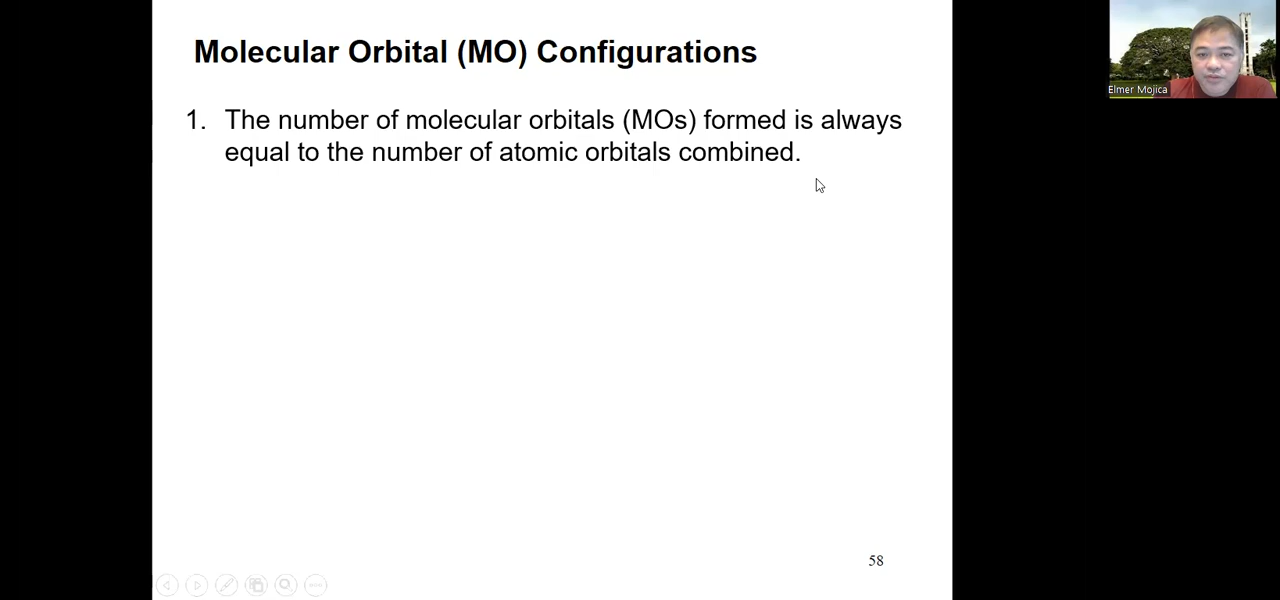 Molecular Orbital (MO) Configurations
Elmer Mojica
1. The number of molecular orbitals (MOs) formed is always
equal to the number of atomic orbitals combined.
58